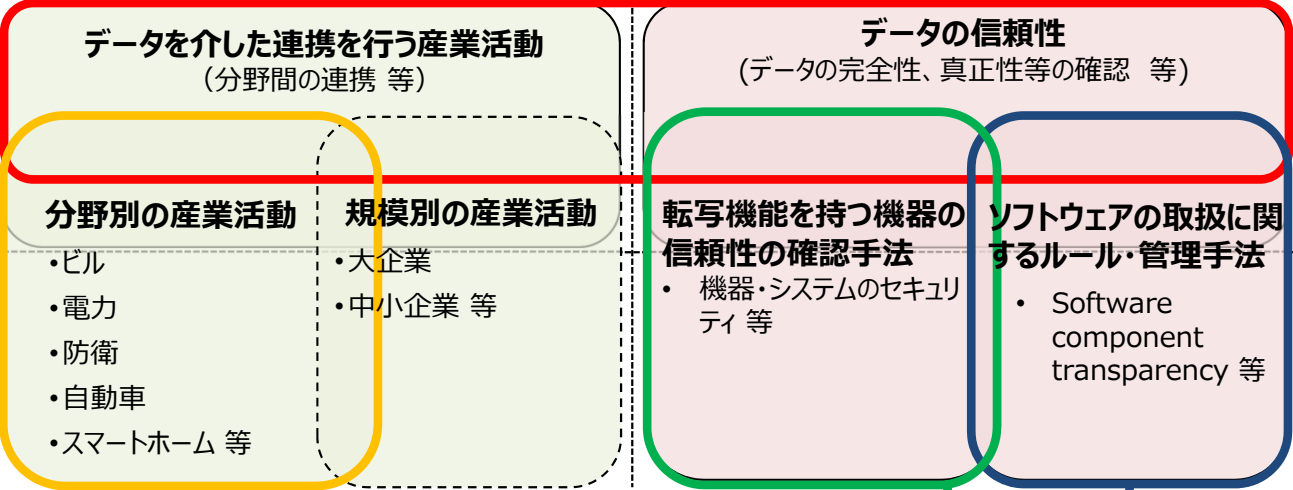 データを介した連携を行う産業活動
（分野間の連携 等）
データの信頼性
(データの完全性、真正性等の確認 等)
分野別の産業活動
•ビル
•電力
•防衛
•自動車
•スマートホーム 等
規模別の産業活動
•大企業
•中小企業 等
転写機能を持つ機器の
信頼性の確認手法
• 機器・システムのセキュリ
ティ 等
ソフトウェアの取扱に関
するルール・管理手法
• Software
component
transparency 等